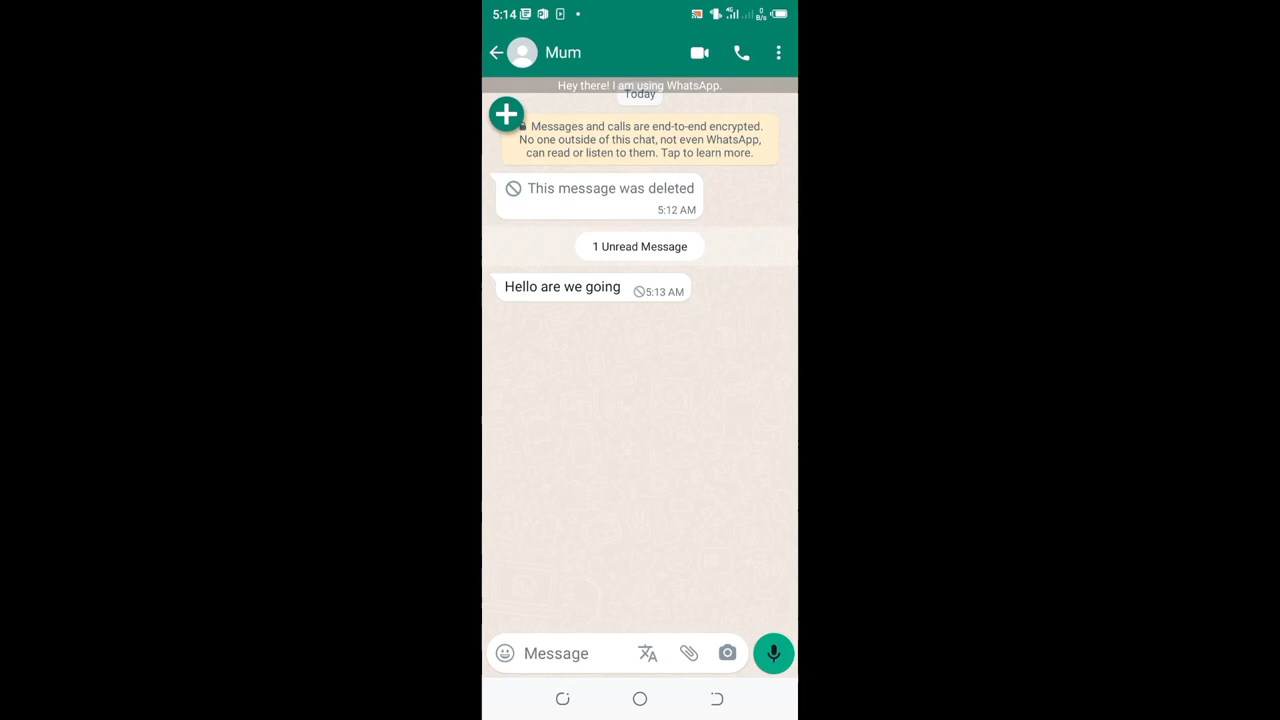 5:14
4G
0
B/s
Mum
Hey there! I am using WhatsApp.
Today
Messages and calls are end-to-end encrypted.
No one outside of this chat, not even WhatsApp,
can read or listen to them. Tap to learn more.
This message was deleted
5:12 AM
1 Unread Message
Hello are we going
5:13 AM
Message